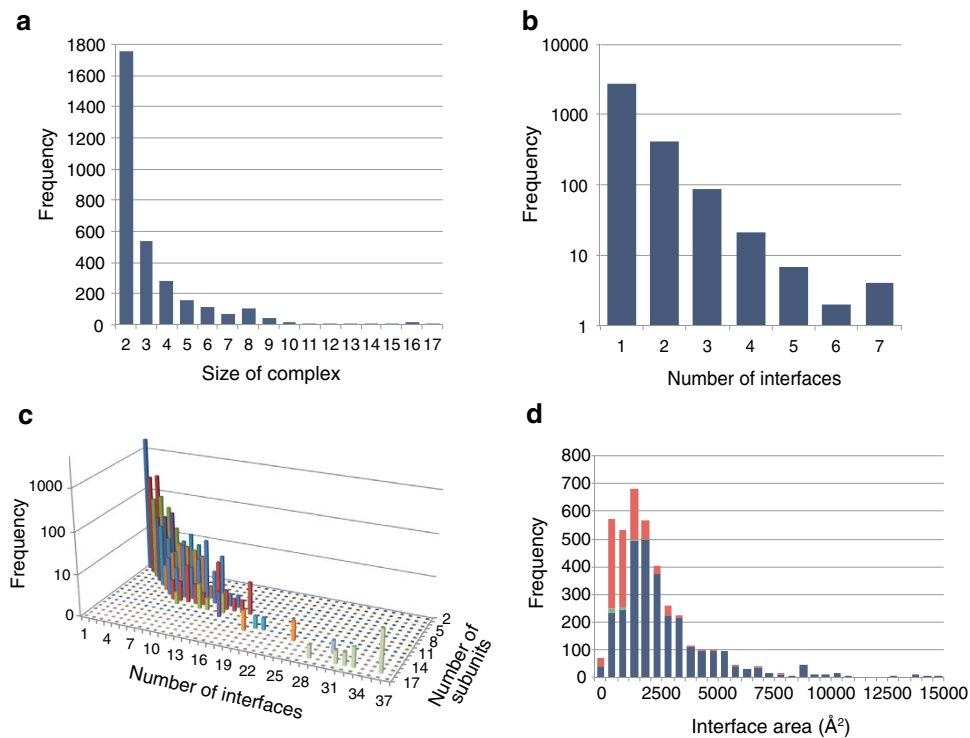 a
1800
1600
1400
1200
1000
800
600
400
200
0
Frequency
2 3 4 5 6 7 8 9 10 11 12 13 14 15 16 17
Size of complex
b
10000
1000
100
10
1
Frequency
1 2 3 4 5 6 7
Number of interfaces
c
1000
100
10
0
Frequency
1 4 7 10 13 16 19 22 25 28 31 34 37
Number of interfaces
2
5
8
11
14
17
Number of
subunits
d
800
700
600
500
400
300
200
100
0
Frequency
0 2500 5000 7500 10000 12500 15000
Interface area (Å²)